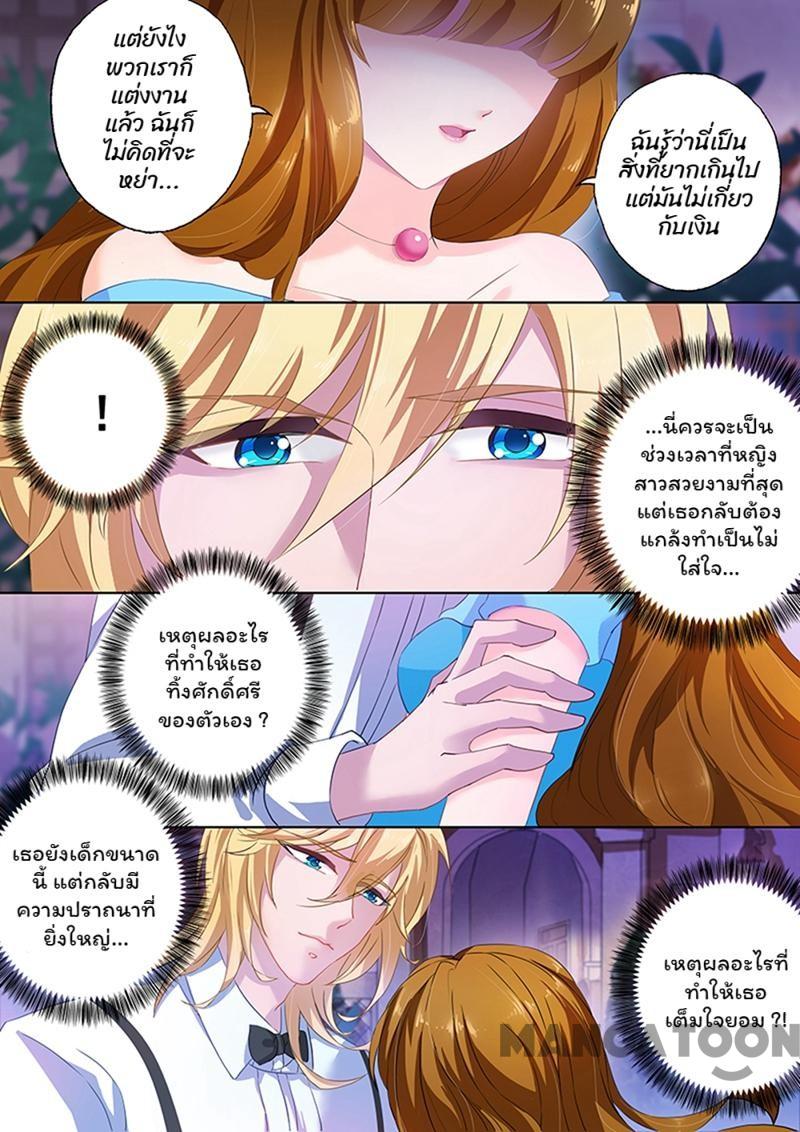 แต่ยังไง
พวกเราก็
แต่งงาน
แล้ว ฉันก็
ไม่คิดที่จะ
หย่า...
ฉันรู้ว่านี่เป็น
สิ่งที่ยากเกินไป
แต่มันไม่เกี่ยว
กับเงิน
!
...นี่ควรจะเป็น
ช่วงเวลาที่หญิง
สาวสวยงามที่สุด
แต่เธอกลับต้อง
แกล้งทำเป็นไม่
ใส่ใจ...
เหตุผลอะไร
ที่ทำให้เธอ
ทิ้งศักดิ์ศรี
ของตัวเอง ?
เธอยังเด็กขนาด
นี้ แต่กลับมี
ความปราถนาที่
ยิ่งใหญ่...
เหตุผลอะไรที่
ทำให้เธอ
เต็มใจยอม ?!
MANGATOON